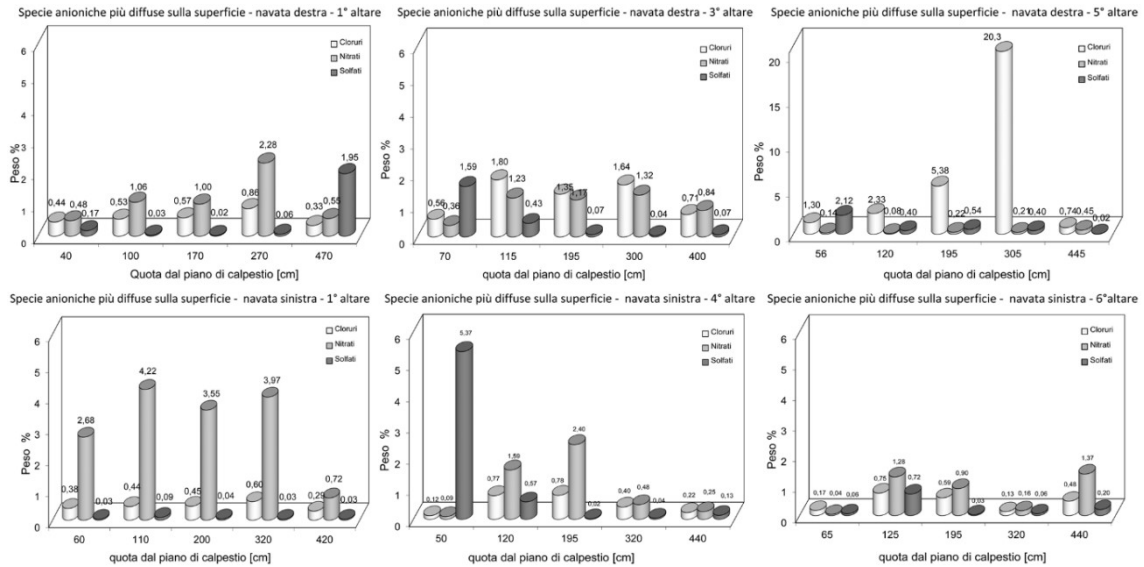 Specie anioniche più diffuse sulla superficie - navata destra - 1° altare
Cloruri
Nitrati
Solfati
Peso %
6
5
4
3
2
1
0
0,44 0,48 0,17
0,53 1,06 0,03
0,57 1,00 0,02
0,86 2,28 0,06
0,33 0,55 1,95
40 100 170 270 470
Quota dal piano di calpestio [cm]
Specie anioniche più diffuse sulla superficie - navata destra - 3° altare
Cloruri
Nitrati
Solfati
Peso %
6
5
4
3
2
1
0
0,56 0,36 1,59
1,80 1,23 0,43
1,35 1,17 0,07
1,64 1,32 0,04
0,71 0,84 0,07
70 115 195 300 400
quota dal piano di calpestio [cm]
Specie anioniche più diffuse sulla superficie - navata destra - 5° altare
Cloruri
Nitrati
Solfati
Peso %
20
15
10
5
0
1,30 0,14 2,12
2,33 0,08 0,40
5,38 0,22 0,54
20,3 0,21 0,40
0,74 0,45 0,02
56 120 195 305 445
quota dal piano di calpestio [cm]
Specie anioniche più diffuse sulla superficie - navata sinistra - 1° altare
Cloruri
Nitrati
Solfati
Peso %
6
5
4
3
2
1
0
0,38 2,68 0,03
0,44 4,22 0,09
0,45 3,55 0,04
0,60 3,97 0,03
0,29 0,72 0,03
60 110 200 320 420
quota dal piano di calpestio [cm]
Specie anioniche più diffuse sulla superficie - navata sinistra - 4° altare
Cloruri
Nitrati
Solfati
Peso %
6
5
4
3
2
1
0
0,12 0,09 5,37
0,77 1,59 0,57
0,78 2,40 0,02
0,40 0,48 0,04
0,22 0,25 0,13
50 120 195 320 440
quota dal piano di calpestio [cm]
Specie anioniche più diffuse sulla superficie - navata sinistra - 6°altare
Cloruri
Nitrati
Solfati
Peso %
6
5
4
3
2
1
0
0,17 0,04 0,06
0,75 1,28 0,72
0,59 0,90 0,03
0,13 0,16 0,06
0,48 1,37 0,20
65 125 195 320 440
quota dal piano di calpestio [cm]